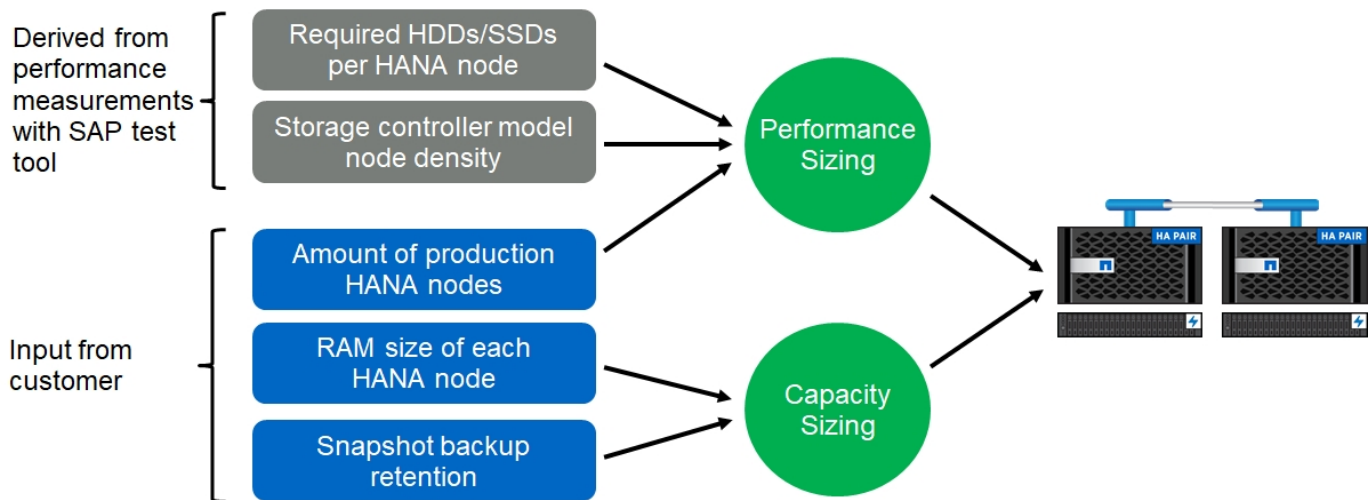 Derived from
performance
measurements
with SAP test
tool
Required HDDs/SSDs
per HANA node
Storage controller model
node density
Performance
Sizing
HA PAIR
HA PAIR
Input from
customer
Amount of production
HANA nodes
RAM size of each
HANA node
Snapshot backup
retention
Capacity
Sizing